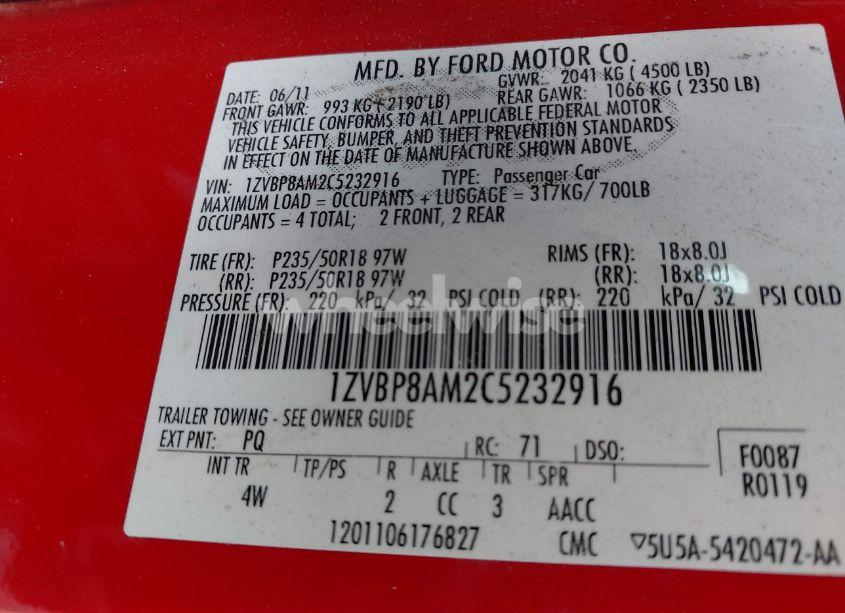 MFD. BY FORD MOTOR CO.
DATE: 06/11 GVWR: 2041 KG ( 4500 LB)
FRONT GAWR: 993 KG ( 2190 LB) REAR GAWR: 1066 KG ( 2350 LB)
THIS VEHICLE CONFORMS TO ALL APPLICABLE FEDERAL MOTOR
VEHICLE SAFETY, BUMPER, AND THEFT PREVENTION STANDARDS
IN EFFECT ON THE DATE OF MANUFACTURE SHOWN ABOVE.
VIN: 1ZVBP8AM2C5232916 TYPE: Passenger Car
MAXIMUM LOAD = OCCUPANTS + LUGGAGE = 317KG/ 700LB
OCCUPANTS = 4 TOTAL; 2 FRONT, 2 REAR
TIRE (FR): P235/50R18 97W RIMS (FR): 18x8.0J
(RR): P235/50R18 97W (RR): 18x8.0J
PRESSURE (FR): 220 kPa/ 32 PSI COLD (RR): 220 kPa/ 32 PSI COLD
wheelwise
1ZVBP8AM2C5232916
TRAILER TOWING - SEE OWNER GUIDE
EXT PNT: PQ RC: 71 DSO: F0087
R0119
INT TR TP/PS R AXLE TR SPR
4W 2 CC 3 AACC
1201106176827 CMC ▽5U5A-5420472-AA